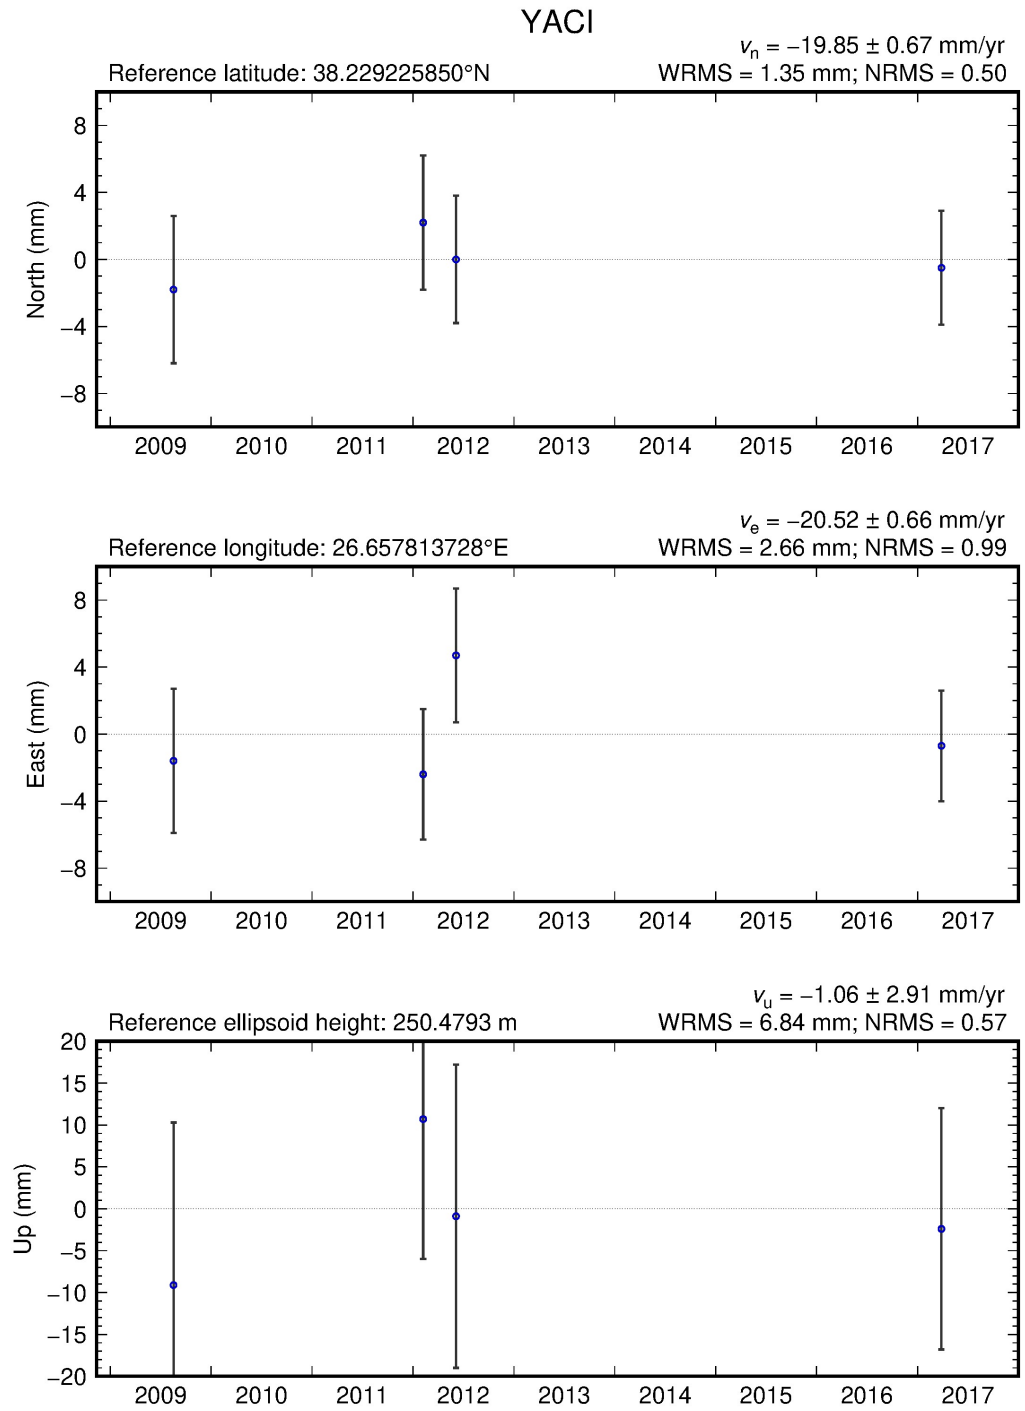 YACI
vn = −19.85 ± 0.67 mm/yr
Reference latitude: 38.229225850°N
WRMS = 1.35 mm; NRMS = 0.50
8
4
0
−4
−8
North (mm)
2009 2010 2011 2012 2013 2014 2015 2016 2017
ve = −20.52 ± 0.66 mm/yr
Reference longitude: 26.657813728°E
WRMS = 2.66 mm; NRMS = 0.99
8
4
0
−4
−8
East (mm)
2009 2010 2011 2012 2013 2014 2015 2016 2017
vu = −1.06 ± 2.91 mm/yr
Reference ellipsoid height: 250.4793 m
WRMS = 6.84 mm; NRMS = 0.57
20
15
10
5
0
−5
−10
−15
−20
Up (mm)
2009 2010 2011 2012 2013 2014 2015 2016 2017